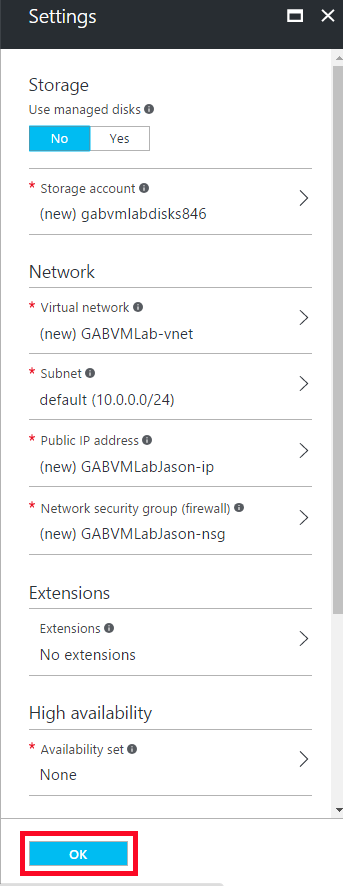 Settings
Storage
Use managed disks
No Yes
* Storage account
(new) gabvmlabdisks846
Network
* Virtual network
(new) GABVMLab-vnet
* Subnet
default (10.0.0.0/24)
* Public IP address
(new) GABVMLabJason-ip
* Network security group (firewall)
(new) GABVMLabJason-nsg
Extensions
Extensions
No extensions
High availability
* Availability set
None
OK